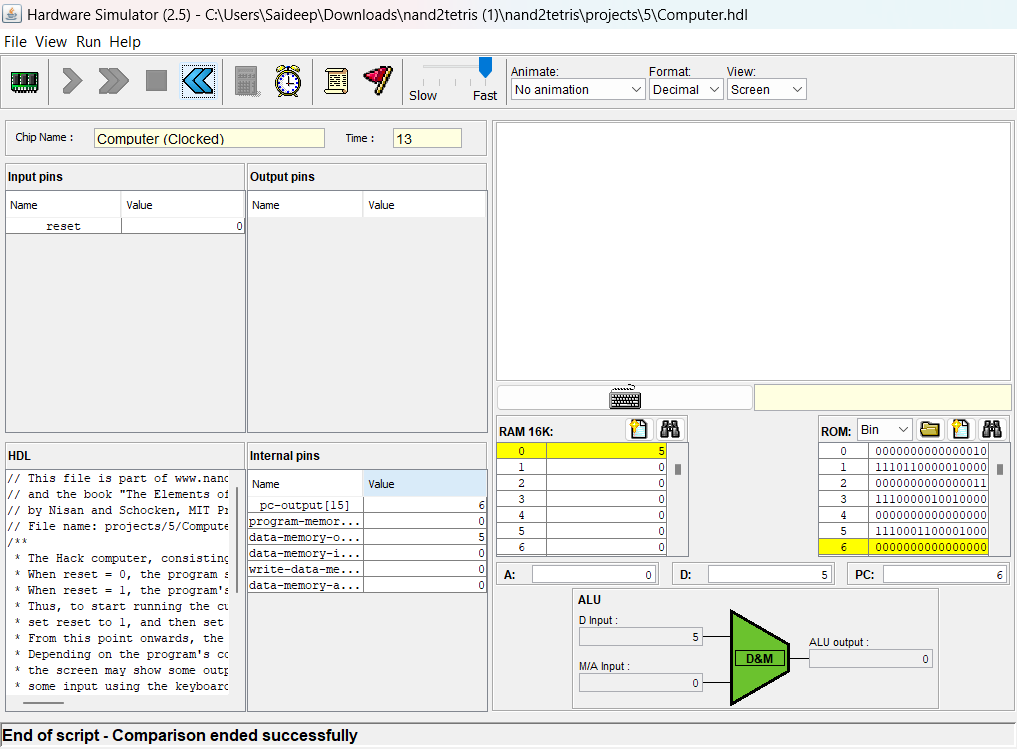 Hardware Simulator (2.5) - C:\Users\Saideep\Downloads\nand2tetris (1)\nand2tetris\projects\5\Computer.hdl
File View Run Help
Slow Fast
Animate: Format: View:
No animation Decimal Screen
Chip Name : Computer (Clocked) Time : 13
Input pins
Name Value
reset 0
Output pins
Name Value
HDL
// This file is part of www.nand
// and the book "The Elements of
// by Nisan and Schocken, MIT Pr
// File name: projects/5/Compute
/**
* The Hack computer, consisting
* When reset = 0, the program s
* When reset = 1, the program's
* Thus, to start running the cu
* set reset to 1, and then set
* From this point onwards, the
* Depending on the program's co
* the screen may show some outp
* some input using the keyboard
Internal pins
Name Value
pc-output[15] 6
program-memor... 0
data-memory-o... 5
data-memory-i... 0
write-data-me... 0
data-memory-a... 0
RAM 16K:
0 5
1 0
2 0
3 0
4 0
5 0
6 0
ROM: Bin
0 0000000000000010
1 1110110000010000
2 0000000000000011
3 1110000010010000
4 0000000000000000
5 1110001100001000
6 0000000000000000
A: 0 D: 5 PC: 6
ALU
D Input :
5
M/A Input :
0
D&M
ALU output :
0
End of script - Comparison ended successfully